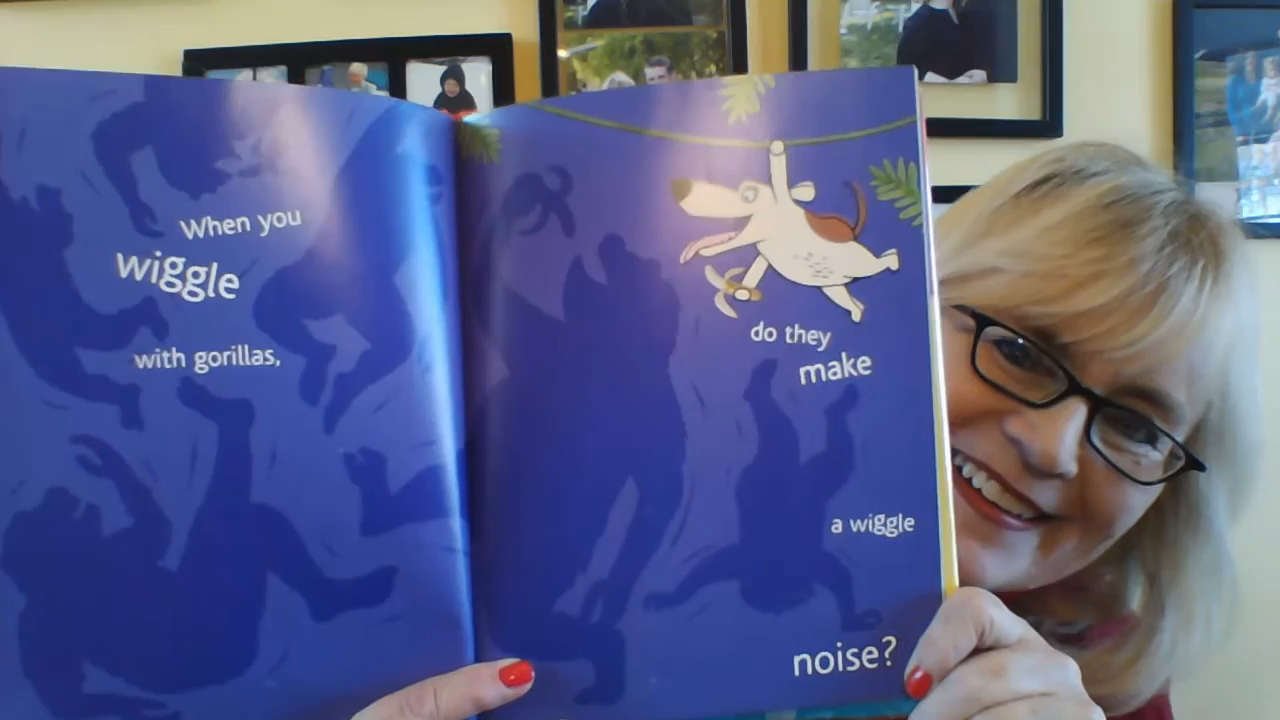 When you
wiggle
with gorillas,
do they
make
a wiggle
noise?